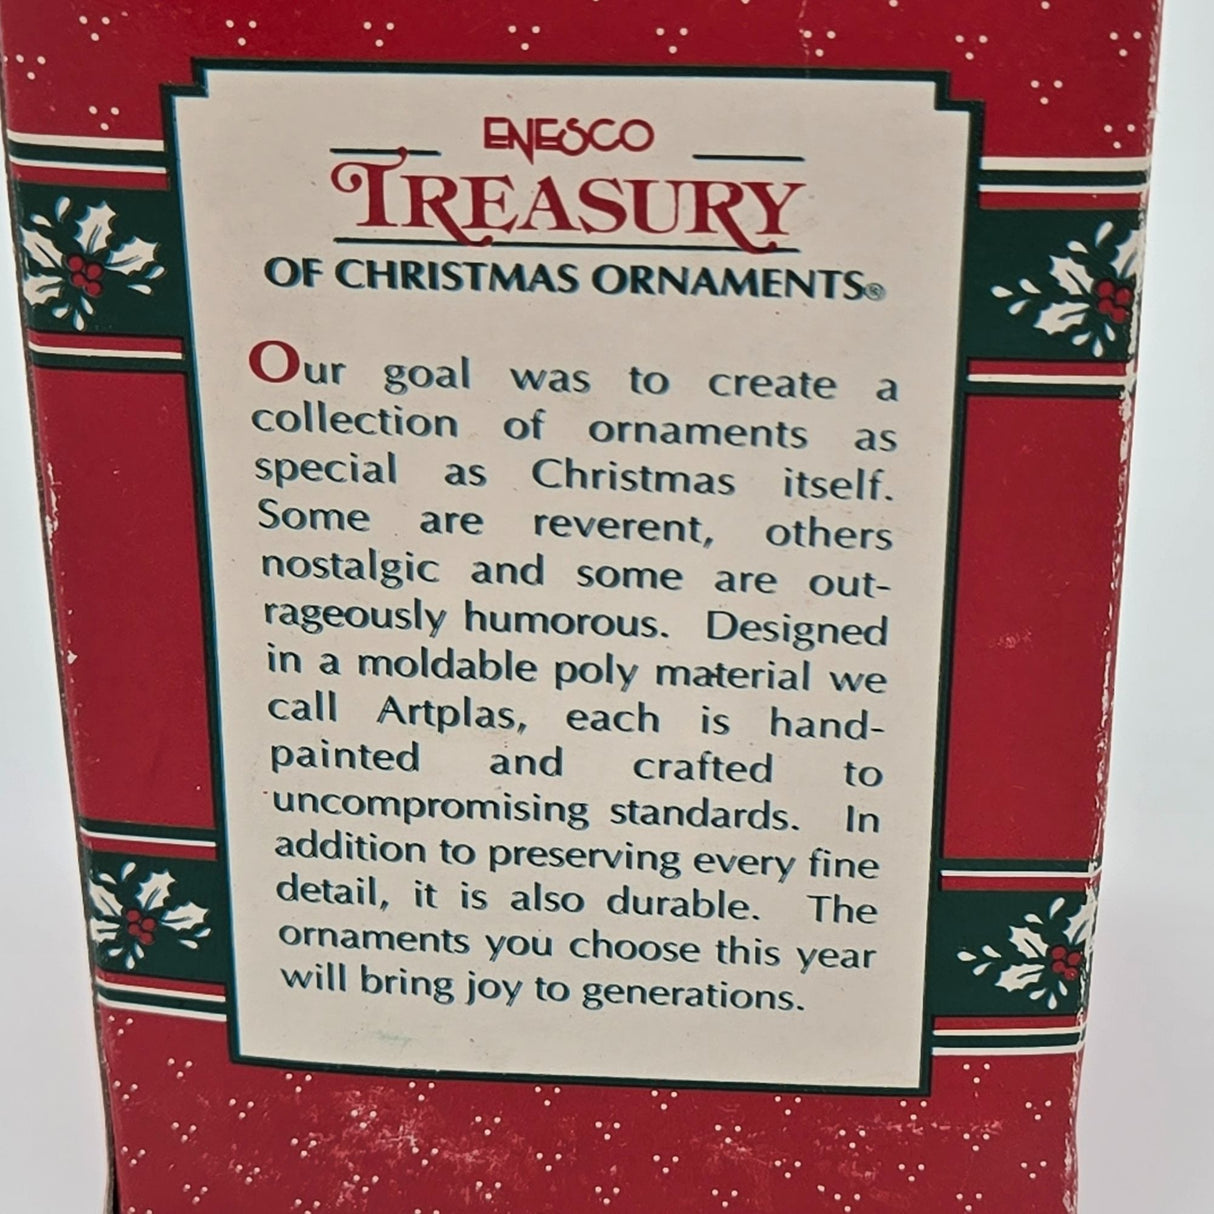 ENESCO
TREASURY
OF CHRISTMAS ORNAMENTS®
Our goal was to create a
collection of ornaments as
special as Christmas itself.
Some are reverent, others
nostalgic and some are out-
rageously humorous. Designed
in a moldable poly material we
call Artplas, each is hand-
painted and crafted to
uncompromising standards. In
addition to preserving every fine
detail, it is also durable. The
ornaments you choose this year
will bring joy to generations.